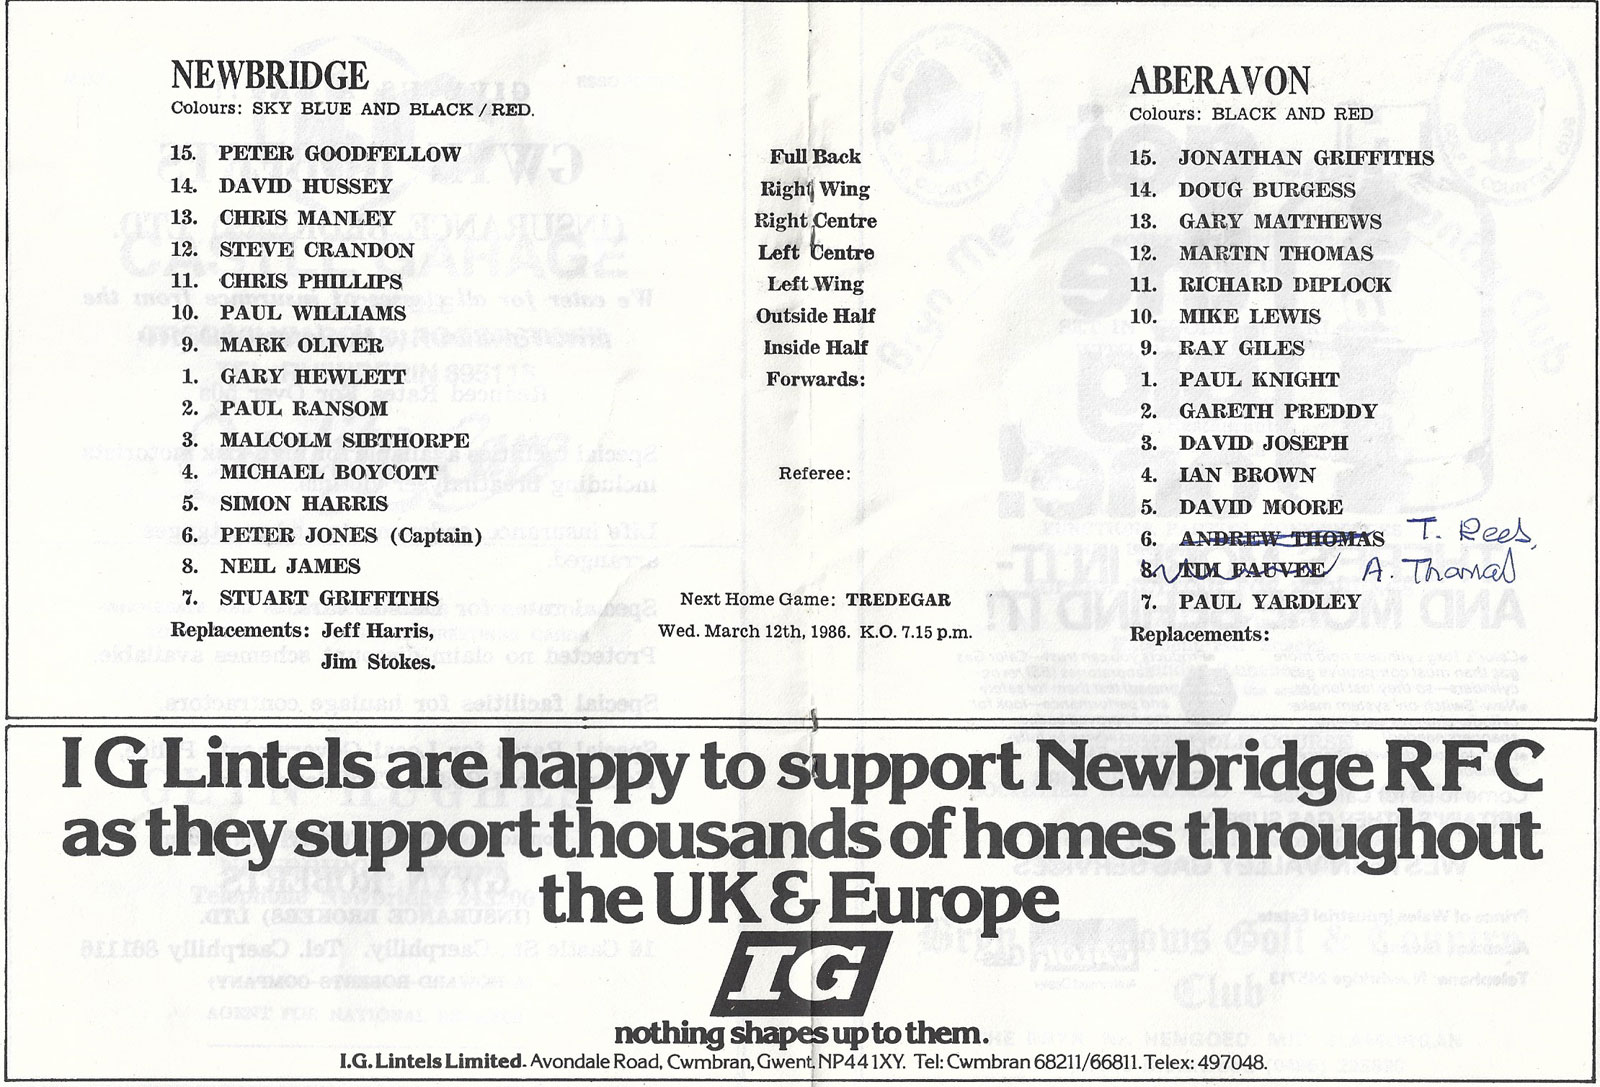 NEWBRIDGE
Colours: SKY BLUE AND BLACK / RED.
15. PETER GOODFELLOW
14. DAVID HUSSEY
13. CHRIS MANLEY
12. STEVE CRANDON
11. CHRIS PHILLIPS
10. PAUL WILLIAMS
9. MARK OLIVER
1. GARY HEWLETT
2. PAUL RANSOM
3. MALCOLM SIBTHORPE
4. MICHAEL BOYCOTT
5. SIMON HARRIS
6. PETER JONES (Captain)
8. NEIL JAMES
7. STUART GRIFFITHS
Replacements: Jeff Harris,
Jim Stokes.
Full Back
Right Wing
Right Centre
Left Centre
Left Wing
Outside Half
Inside Half
Forwards:
Referee:
Next Home Game: TREDEGAR
Wed. March 12th, 1986. K.O. 7.15 p.m.
ABERAVON
Colours: BLACK AND RED
15. JONATHAN GRIFFITHS
14. DOUG BURGESS
13. GARY MATTHEWS
12. MARTIN THOMAS
11. RICHARD DIPLOCK
10. MIKE LEWIS
9. RAY GILES
1. PAUL KNIGHT
2. GARETH PREDDY
3. DAVID JOSEPH
4. IAN BROWN
5. DAVID MOORE
6. ANDREW THOMAS T. Rees,
8. TIM FAUVEE A. Thomas
7. PAUL YARDLEY
Replacements:
IG Lintels are happy to support Newbridge RFC
as they support thousands of homes throughout
the UK & Europe
IG
nothing shapes up to them.
I.G. Lintels Limited. Avondale Road, Cwmbran, Gwent. NP44 1XY. Tel: Cwmbran 68211/66811. Telex: 497048.